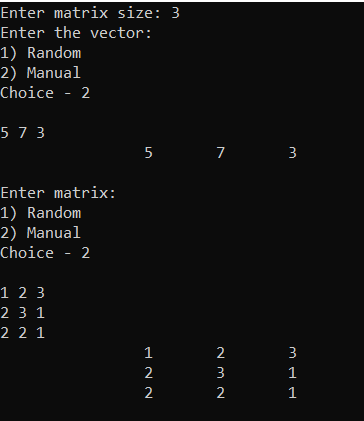 Enter matrix size: 3
Enter the vector:
1) Random
2) Manual
Choice - 2
5 7 3
5 7 3
Enter matrix:
1) Random
2) Manual
Choice - 2
1 2 3
2 3 1
2 2 1
1 2 3
2 3 1
2 2 1